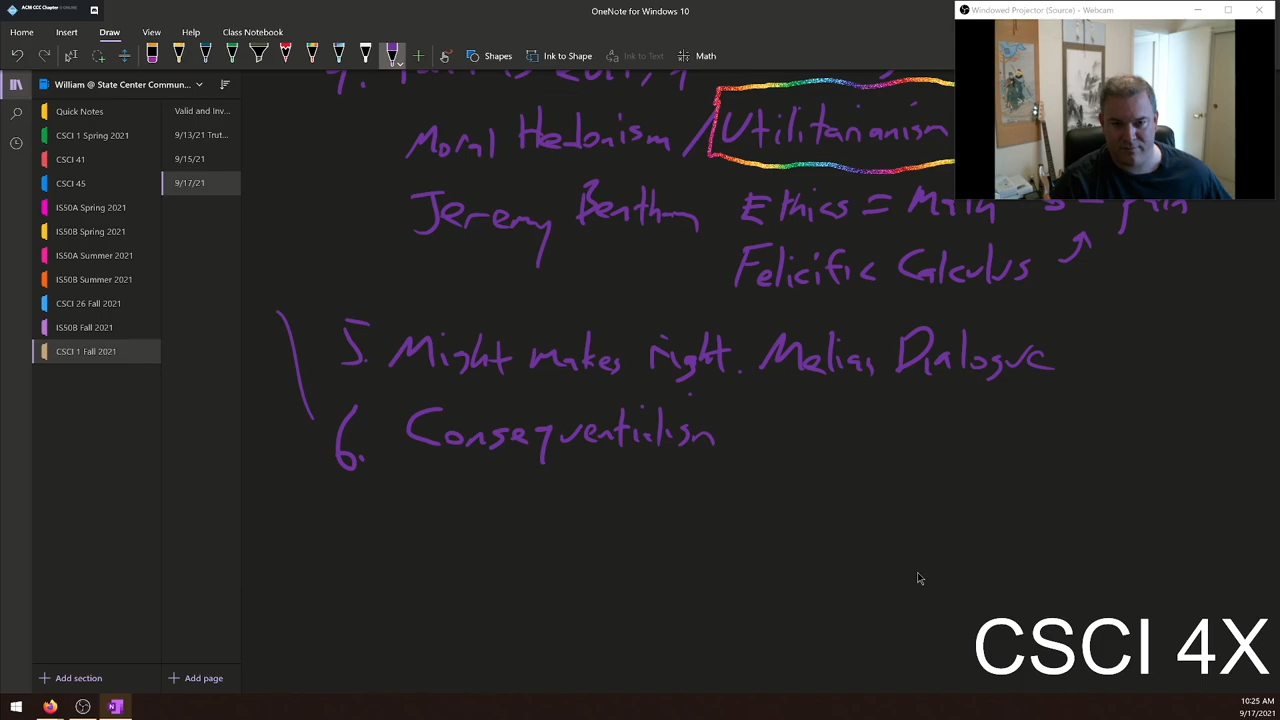 ACM CCC Chapter
OneNote for Windows 10
Windowed Projector (Source) - Webcam
Home Insert Draw View Help Class Notebook
Shapes Ink to Shape Ink to Text Math
William @ StateCenter Commun...
Quick Notes
CSCI 1 Spring 2021
CSCI 41
CSCI 45
IS50A Spring 2021
IS50B Spring 2021
IS50A Summer 2021
IS50B Summer 2021
CSCI 26 Fall 2021
IS50B Fall 2021
CSCI 1 Fall 2021
Valid and Inv...
9/13/21 Trut...
9/15/21
9/17/21
Moral Hedonism / Utilitarianism
Jeremy Bentham Ethics = Math
Felicific Calculus
5. Might makes right. Melian Dialogue
6. Consequentialism
CSCI 4X
Add section
Add page
10:25 AM
9/17/2021